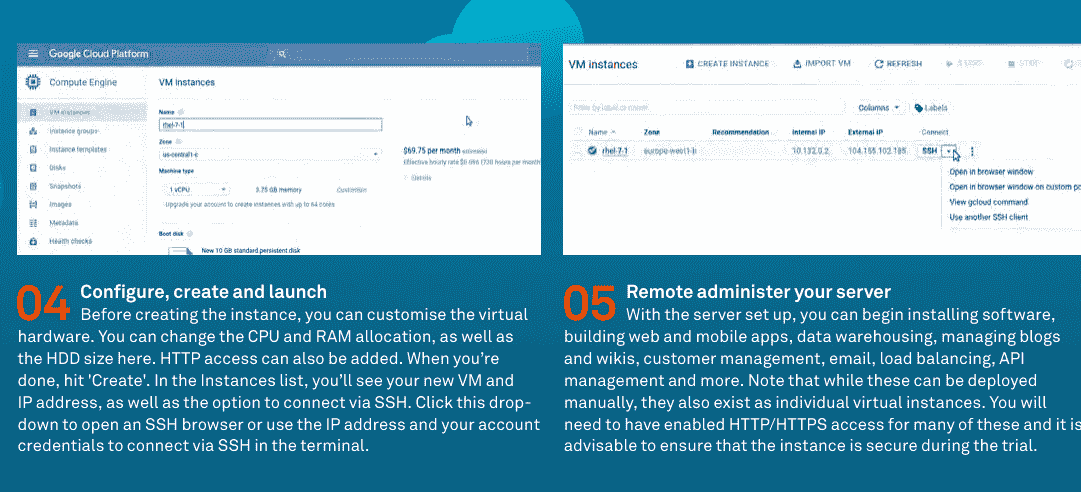 Google Cloud Platform
Compute Engine
VM instances
VM instances
Instance groups
Instance templates
Disks
Snapshots
Images
Metadata
Health checks
Name
rhel-7-1
Zone
us-central1-c
Machine type
1 vCPU
3.75 GB memory
Customize
Upgrade your account to create instances with up to 64 cores
Boot disk
New 10 GB standard persistent disk
$69.75 per month estimated
Effective hourly rate
Details
VM instances
CREATE INSTANCE
IMPORT VM
REFRESH
Columns
Labels
Name
Zone
Recommendation
Internal IP
External IP
Connect
rhel-7-1
europe-west1-b
10.132.0.2
104.155.102.185
SSH
Open in browser window
Open in browser window on custom po
View gcloud command
Use another SSH client
04 Configure, create and launch
Before creating the instance, you can customise the virtual
hardware. You can change the CPU and RAM allocation, as well as
the HDD size here. HTTP access can also be added. When you’re
done, hit 'Create'. In the Instances list, you’ll see your new VM and
IP address, as well as the option to connect via SSH. Click this drop-
down to open an SSH browser or use the IP address and your account
credentials to connect via SSH in the terminal.
05 Remote administer your server
With the server set up, you can begin installing software,
building web and mobile apps, data warehousing, managing blogs
and wikis, customer management, email, load balancing, API
management and more. Note that while these can be deployed
manually, they also exist as individual virtual instances. You will
need to have enabled HTTP/HTTPS access for many of these and it is
advisable to ensure that the instance is secure during the trial.